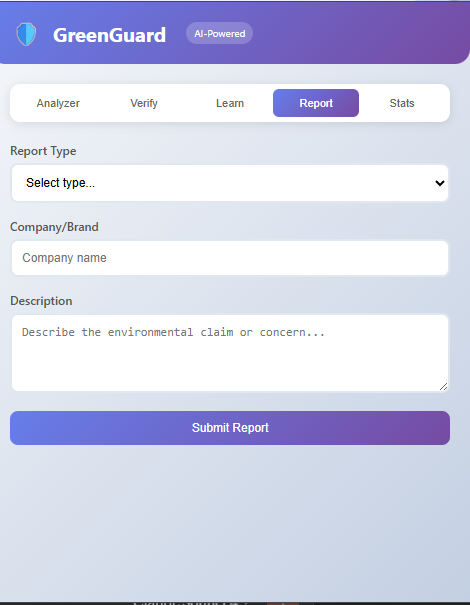 GreenGuard AI-Powered
Analyzer Verify Learn Report Stats
Report Type
Select type...
Company/Brand
Company name
Description
Describe the environmental claim or concern...
Submit Report